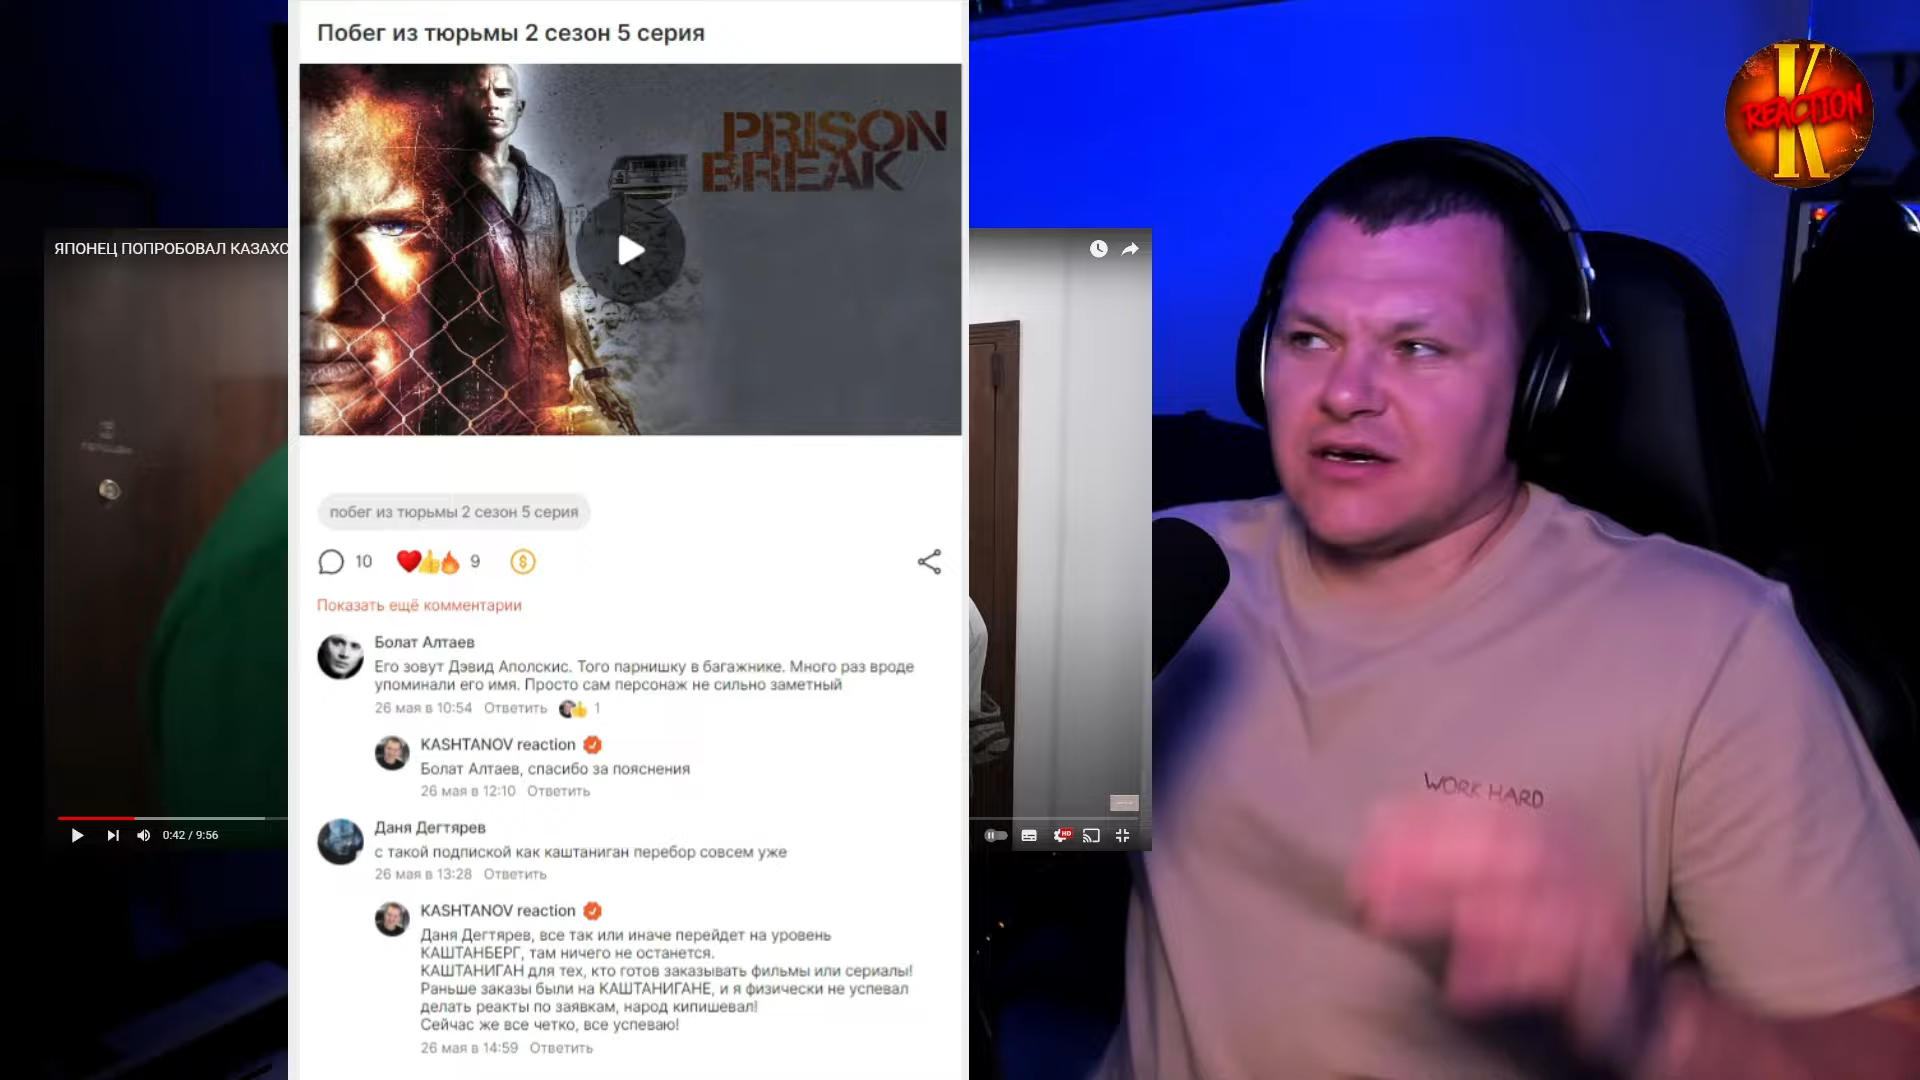 Побег из тюрьмы 2 сезон 5 серия
PRISON
BREAK
K
REACTION
ЯПОНЕЦ ПОПРОБОВАЛ КАЗАХС
побег из тюрьмы 2 сезон 5 серия
10
9
Показать ещё комментарии
Болат Алтаев
Его зовут Дэвид Аполскис. Того парнишку в багажнике. Много раз вроде
упоминали его имя. Просто сам персонаж не сильно заметный
26 мая в 10:54 Ответить 1
KASHTANOV reaction
Болат Алтаев, спасибо за пояснения
26 мая в 12:10 Ответить
Даня Дегтярев
с такой подпиской как каштаниган перебор совсем уже
26 мая в 13:28 Ответить
KASHTANOV reaction
Даня Дегтярев, все так или иначе перейдет на уровень
КАШТАНБЕРГ, там ничего не останется.
КАШТАНИГАН для тех, кто готов заказывать фильмы или сериалы!
Раньше заказы были на КАШТАНИГАНЕ, и я физически не успевал
делать реакты по заявкам, народ кипишевал!
Сейчас же все четко, все успеваю!
26 мая в 14:59 Ответить
0:42 / 9:56
HD
WORK HARD